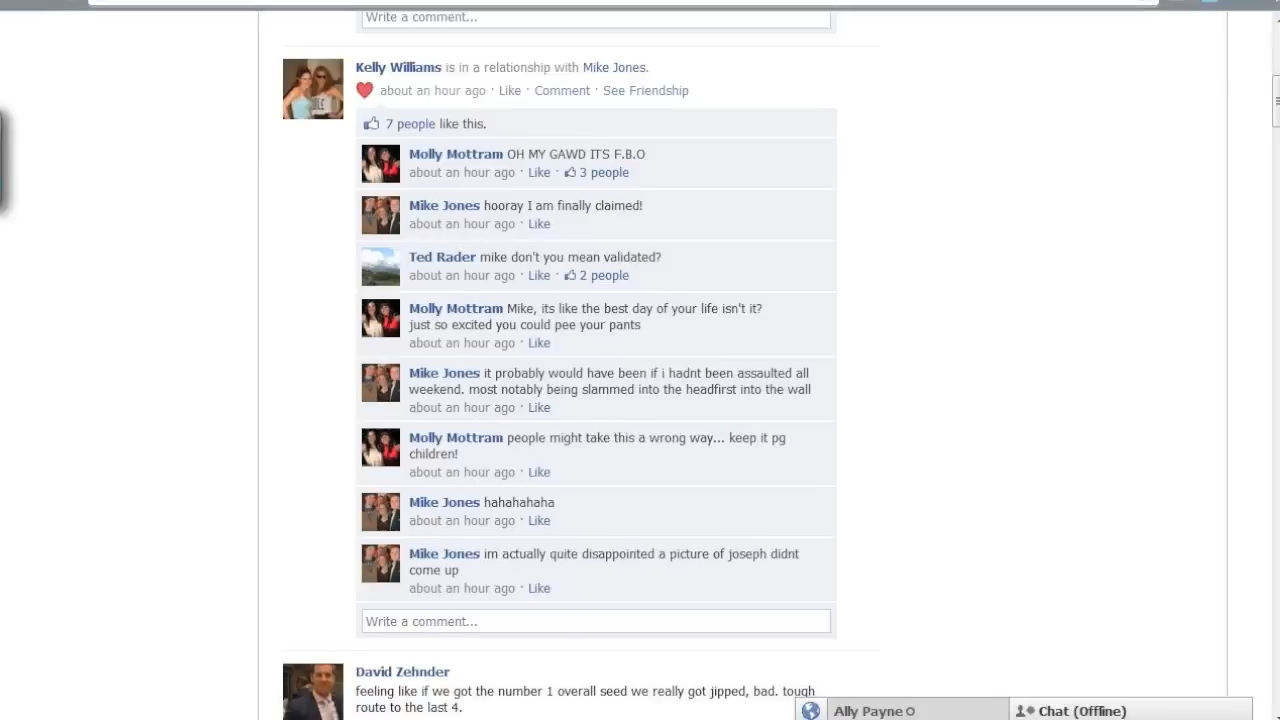 Write a comment...
Kelly Williams is in a relationship with Mike Jones.
about an hour ago · Like · Comment · See Friendship
7 people like this.
Molly Mottram OH MY GAWD ITS F.B.O
about an hour ago · Like · 3 people
Mike Jones hooray I am finally claimed!
about an hour ago · Like
Ted Rader mike don't you mean validated?
about an hour ago · Like · 2 people
Molly Mottram Mike, its like the best day of your life isn't it?
just so excited you could pee your pants
about an hour ago · Like
Mike Jones it probably would have been if i hadnt been assaulted all
weekend. most notably being slammed into the headfirst into the wall
about an hour ago · Like
Molly Mottram people might take this a wrong way... keep it pg
children!
about an hour ago · Like
Mike Jones hahahahaha
about an hour ago · Like
Mike Jones im actually quite disappointed a picture of joseph didnt
come up
about an hour ago · Like
Write a comment...
David Zehnder
feeling like if we got the number 1 overall seed we really got jipped, bad. tough
route to the last 4.
Ally Payne
Chat (Offline)